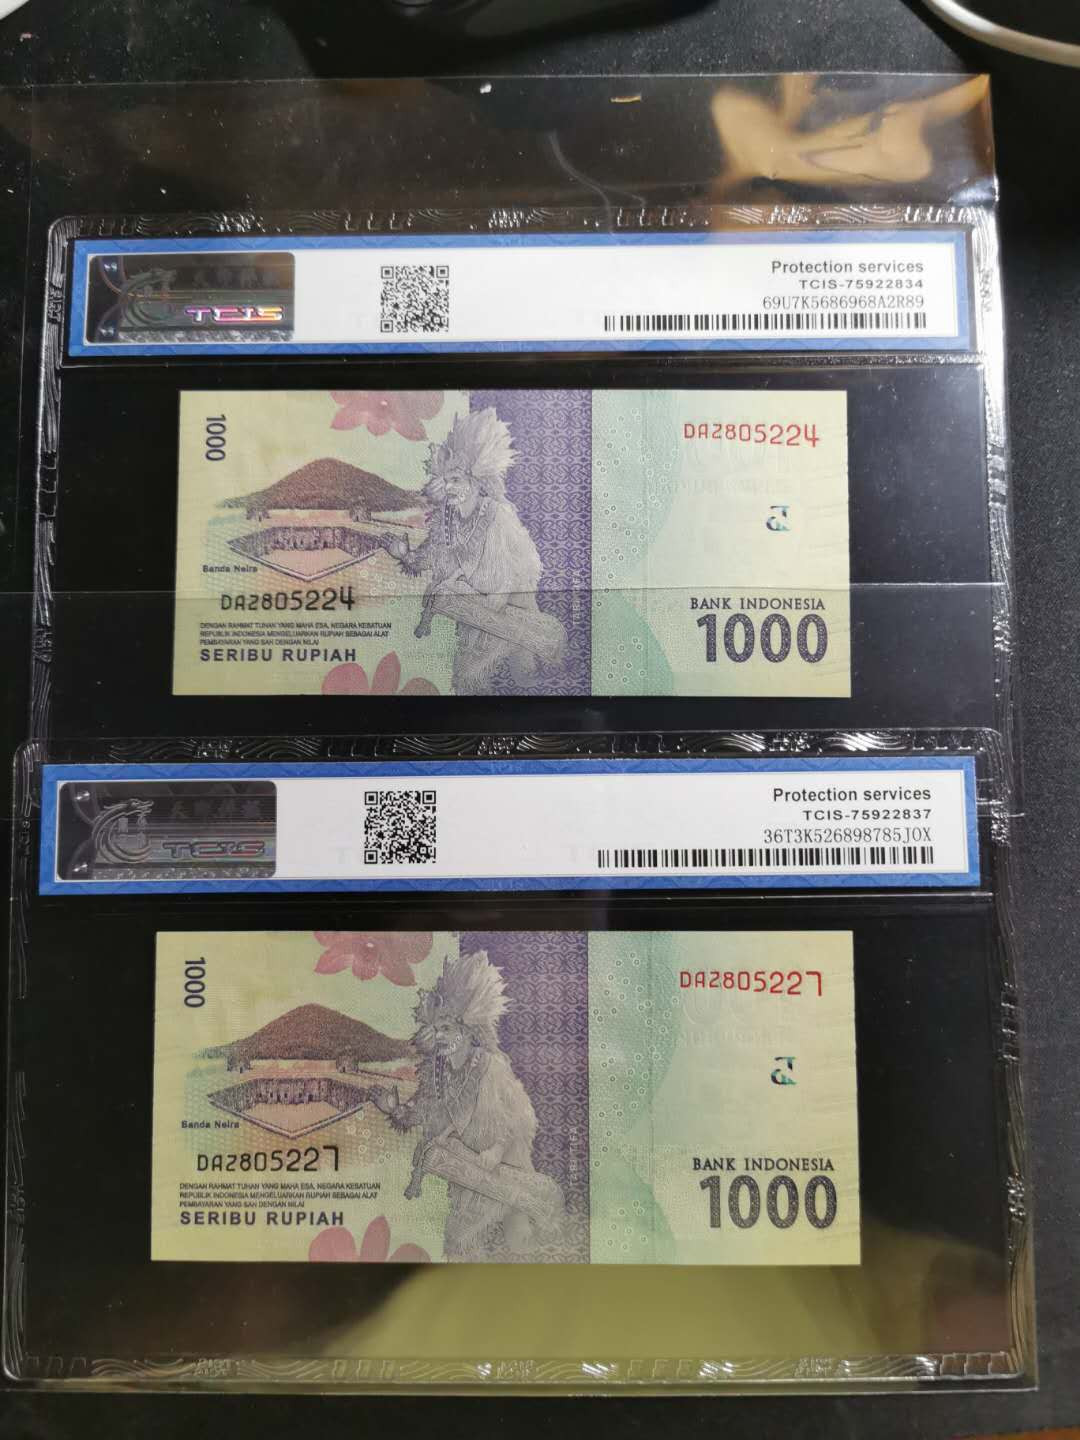 TCIS
Protection services
TCIS-75922834
69U7K5686968A2R89
1000
DAZ805224
Banda Neira
DAZ805224
DENGAN RAHMAT TUHAN YANG MAHA ESA, NEGARA KESATUAN
REPUBLIK INDONESIA MENGELUARKAN RUPIAH SEBAGAI ALAT
PEMBAYARAN YANG SAH DENGAN NILAI
SERIBU RUPIAH
BANK INDONESIA
1000
TCIS
Protection services
TCIS-75922837
36T3K526898785J0X
1000
DAZ805227
Banda Neira
DAZ805227
DENGAN RAHMAT TUHAN YANG MAHA ESA, NEGARA KESATUAN
REPUBLIK INDONESIA MENGELUARKAN RUPIAH SEBAGAI ALAT
PEMBAYARAN YANG SAH DENGAN NILAI
SERIBU RUPIAH
BANK INDONESIA
1000